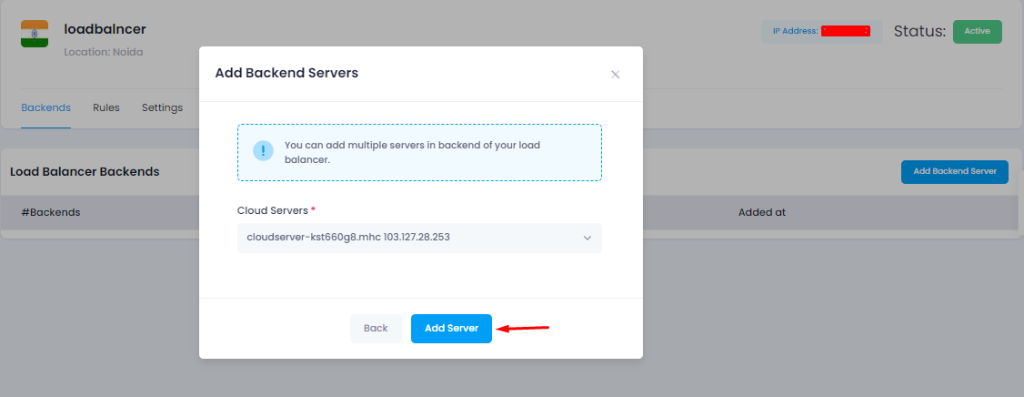 loadbalncer
Location: Noida
IP Address:
Status:
Active
Backends
Rules
Settings
Add Backend Servers
You can add multiple servers in backend of your load
balancer.
Cloud Servers *
cloudserver-kst660g8.mhc 103.127.28.253
Back
Add Server
Load Balancer Backends
Add Backend Server
#Backends
Added at